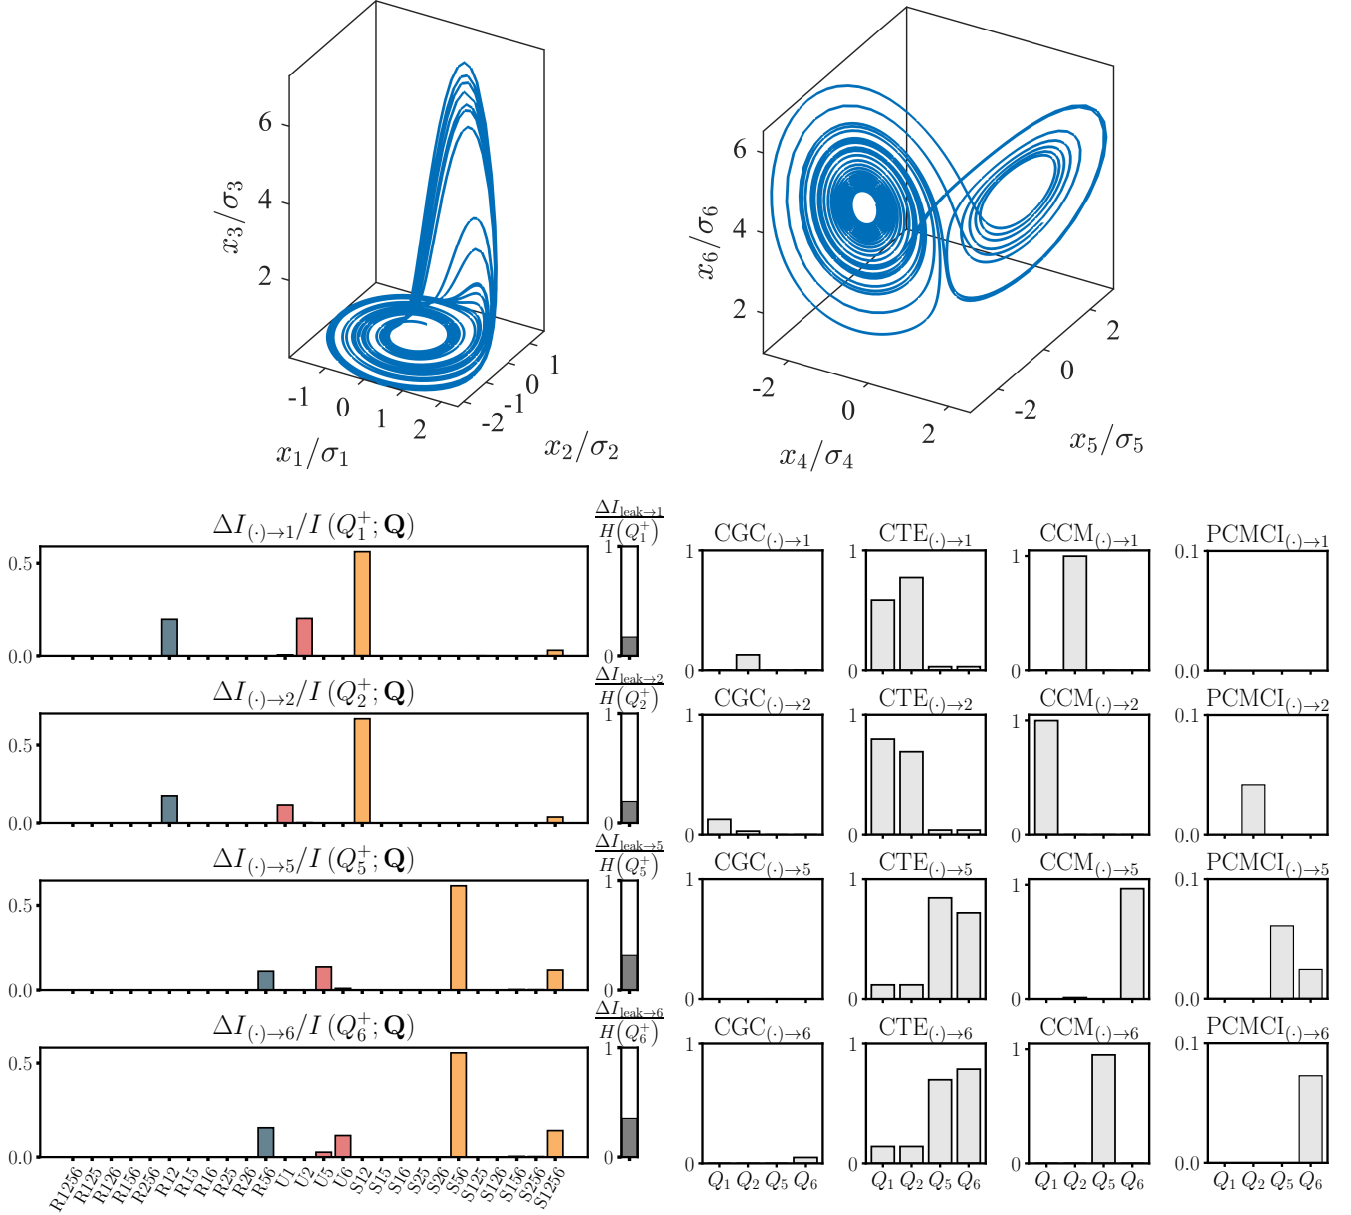 6
4
2
x₃/σ₃
-1
0
1
2
x₁/σ₁
-2
-1
0
1
x₂/σ₂
6
4
2
x₆/σ₆
-2
0
2
x₄/σ₄
-2
0
2
x₅/σ₅
ΔI₍.₎→₁/I(Q₁⁺;Q)
0.5
0.0
ΔI_leak→1
H(Q₁⁺)
1
0
CGC₍.₎→₁
1
0
CTE₍.₎→₁
1
0
CCM₍.₎→₁
1
0
PCMCI₍.₎→₁
0.1
0.0
ΔI₍.₎→₂/I(Q₂⁺;Q)
0.5
0.0
ΔI_leak→2
H(Q₂⁺)
1
0
CGC₍.₎→₂
1
0
CTE₍.₎→₂
1
0
CCM₍.₎→₂
1
0
PCMCI₍.₎→₂
0.1
0.0
ΔI₍.₎→₅/I(Q₅⁺;Q)
0.5
0.0
ΔI_leak→5
H(Q₅⁺)
1
0
CGC₍.₎→₅
1
0
CTE₍.₎→₅
1
0
CCM₍.₎→₅
1
0
PCMCI₍.₎→₅
0.1
0.0
ΔI₍.₎→₆/I(Q₆⁺;Q)
0.5
0.0
ΔI_leak→6
H(Q₆⁺)
1
0
CGC₍.₎→₆
1
0
CTE₍.₎→₆
1
0
CCM₍.₎→₆
1
0
PCMCI₍.₎→₆
0.1
0.0
R1256 R125 R126 R156 R256 R12 R15 R16 R25 R26 R56 U1 U2 U5 U6 S12 S15 S16 S25 S26 S56 S125 S126 S156 S256 S1256
Q₁ Q₂ Q₅ Q₆
Q₁ Q₂ Q₅ Q₆
Q₁ Q₂ Q₅ Q₆
Q₁ Q₂ Q₅ Q₆